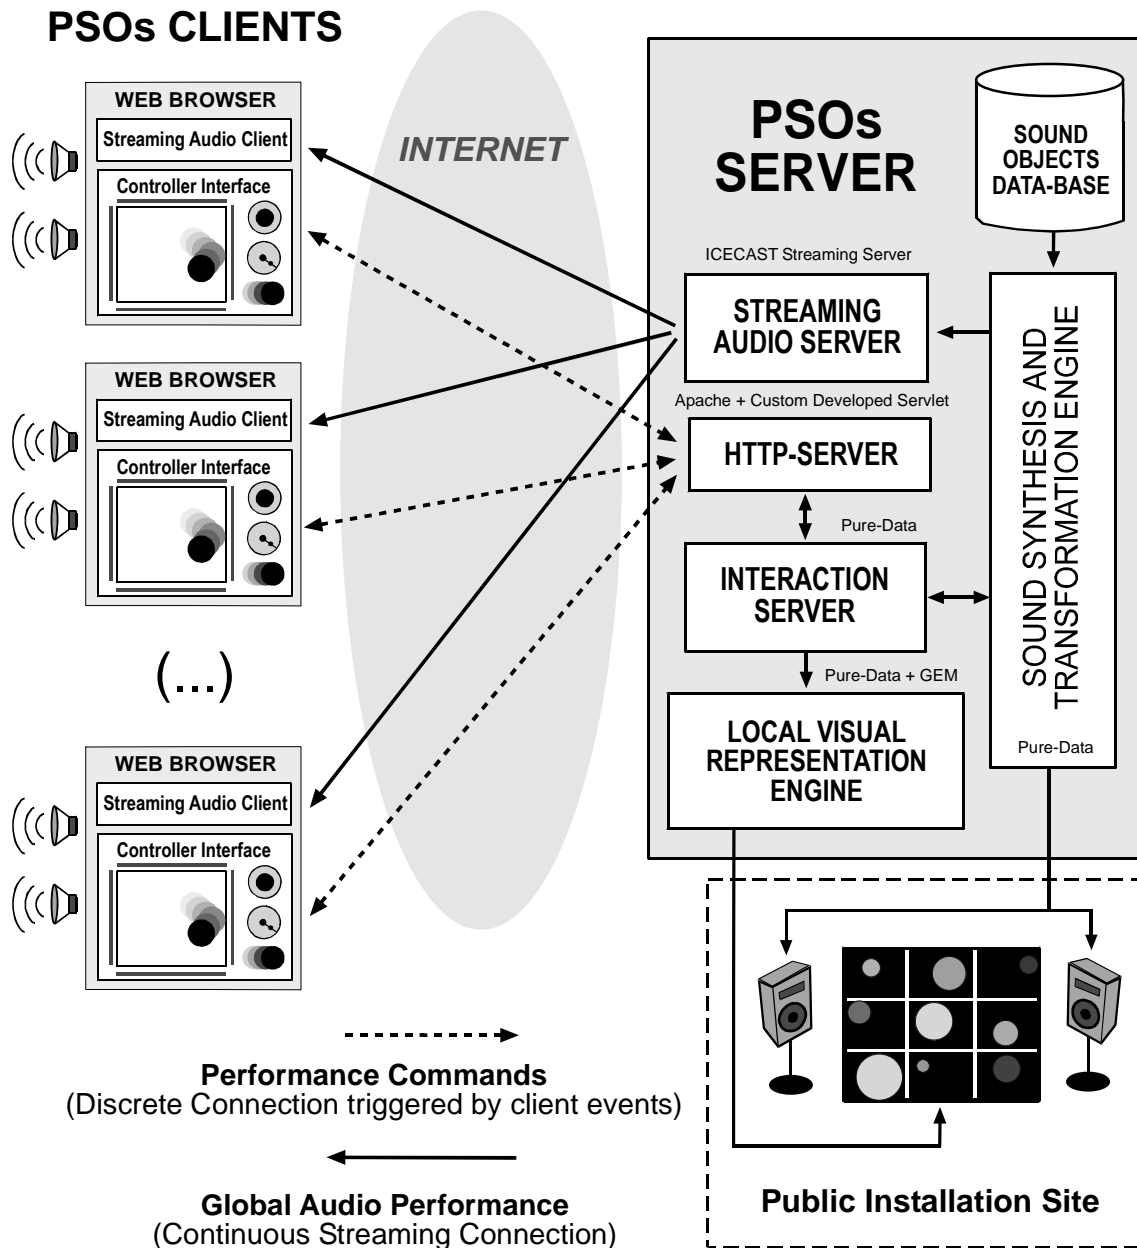 PSOs CLIENTS
WEB BROWSER
Streaming Audio Client
Controller Interface
WEB BROWSER
Streaming Audio Client
Controller Interface
(...)
WEB BROWSER
Streaming Audio Client
Controller Interface
INTERNET
PSOs
SERVER
SOUND
OBJECTS
DATA-BASE
ICECAST Streaming Server
STREAMING
AUDIO SERVER
Apache + Custom Developed Servlet
HTTP-SERVER
Pure-Data
INTERACTION
SERVER
Pure-Data + GEM
LOCAL VISUAL
REPRESENTATION
ENGINE
SOUND SYNTHESIS AND
TRANSFORMATION ENGINE
Pure-Data
Performance Commands
(Discrete Connection triggered by client events)
Global Audio Performance
(Continuous Streaming Connection)
Public Installation Site